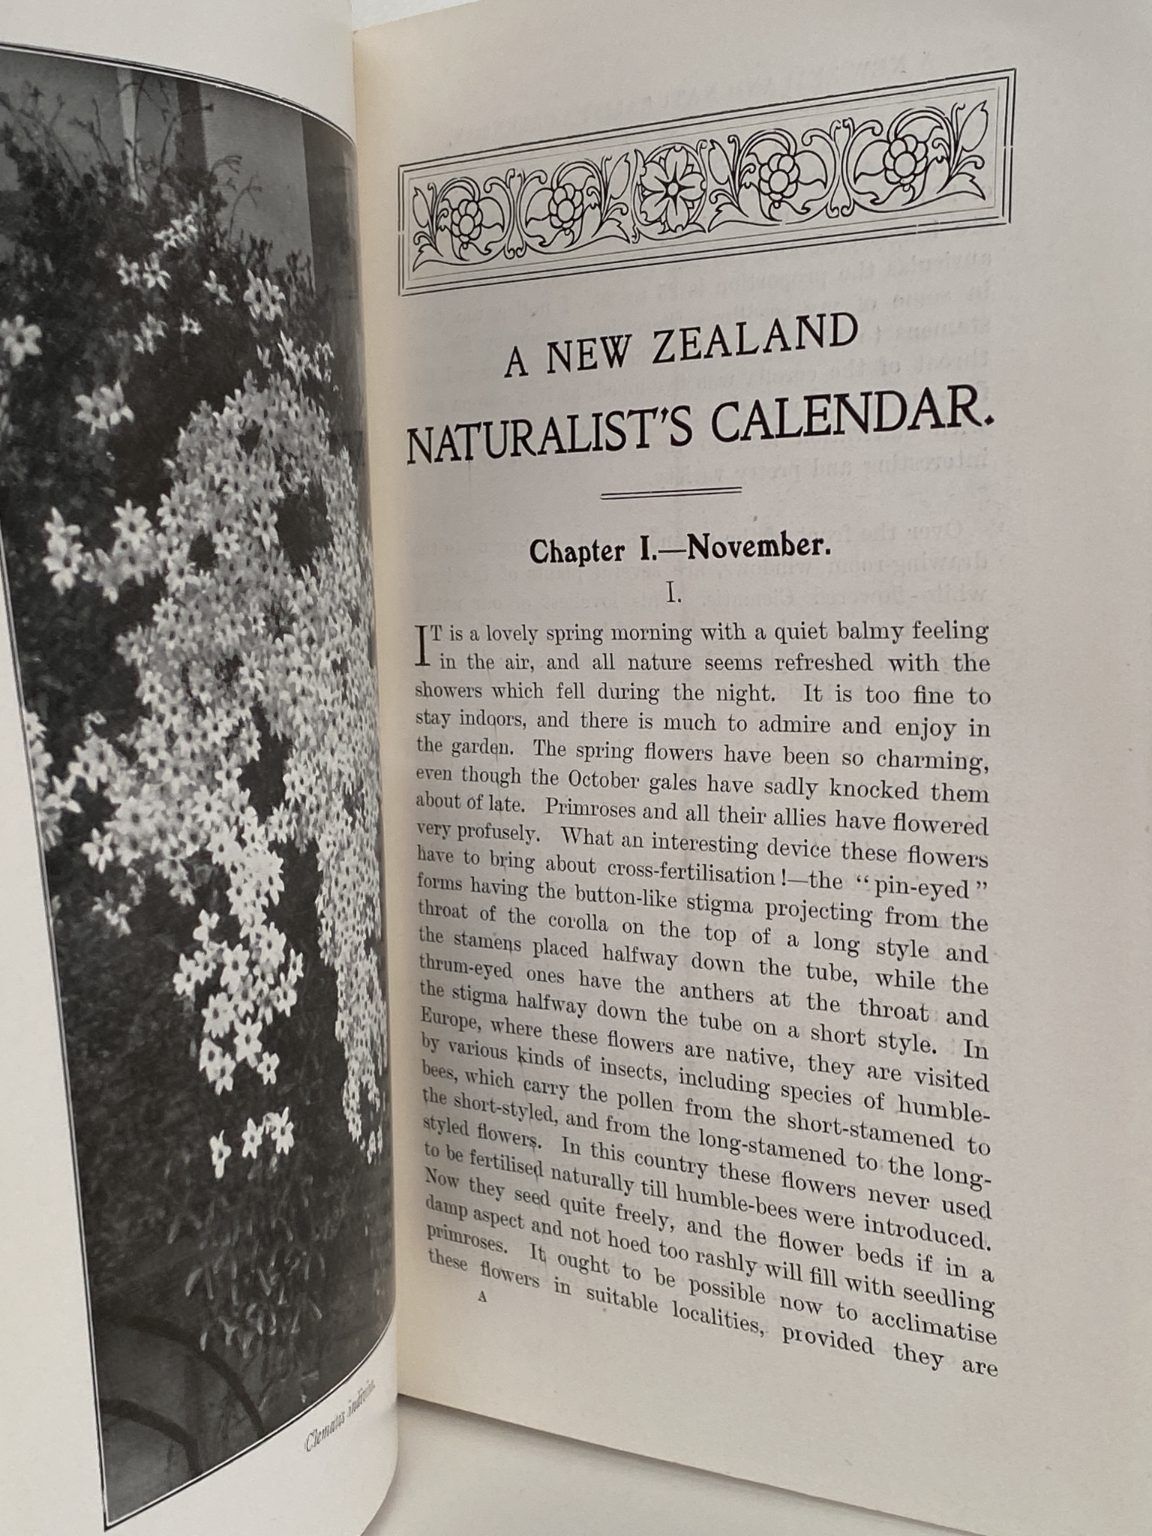 A NEW ZEALAND
NATURALIST'S CALENDAR.
Chapter I.—November.
I.
IT is a lovely spring morning with a quiet balmy feeling
in the air, and all nature seems refreshed with the
showers which fell during the night. It is too fine to
stay indoors, and there is much to admire and enjoy in
the garden. The spring flowers have been so charming,
even though the October gales have sadly knocked them
about of late. Primroses and all their allies have flowered
very profusely. What an interesting device these flowers
have to bring about cross-fertilisation!—the "pin-eyed"
forms having the button-like stigma projecting from the
throat of the corolla on the top of a long style and
the stamens placed halfway down the tube, while the
thrum-eyed ones have the anthers at the throat and
the stigma halfway down the tube on a short style. In
Europe, where these flowers are native, they are visited
by various kinds of insects, including species of humble-
bees, which carry the pollen from the short-stamened to
the short-styled, and from the long-stamened to the long-
styled flowers. In this country these flowers never used
to be fertilised naturally till humble-bees were introduced.
Now they seed quite freely, and the flower beds if in a
damp aspect and not hoed too rashly will fill with seedling
primroses. It ought to be possible now to acclimatise
these flowers in suitable localities, provided they are
A
Clematis indivisa.